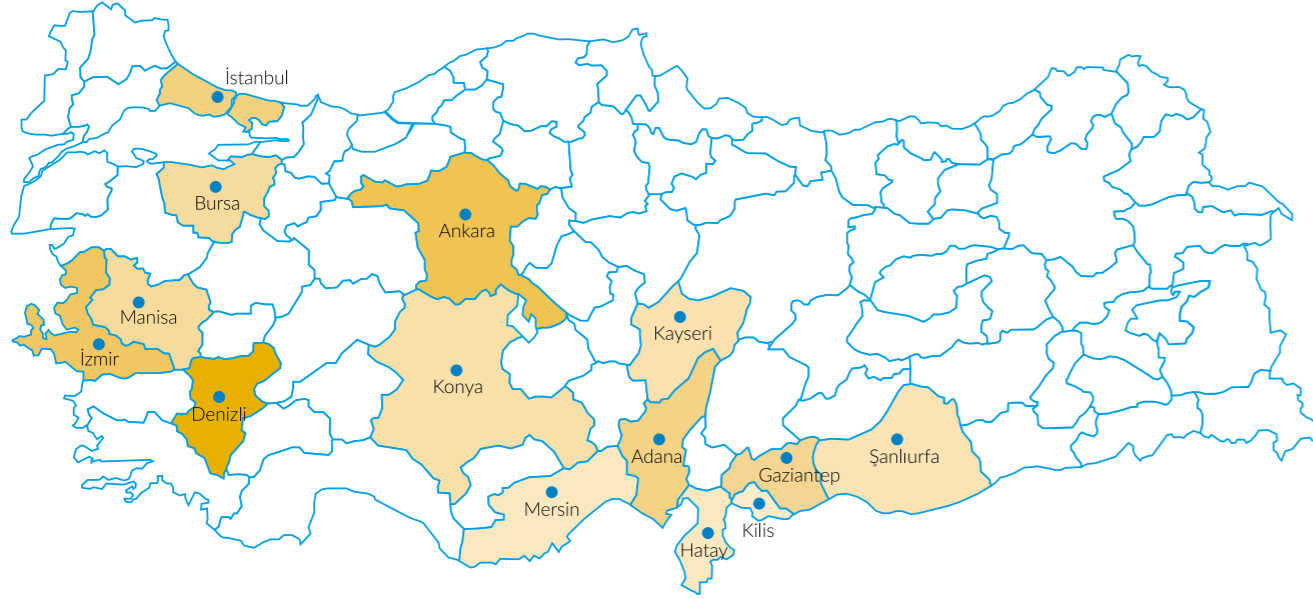 İstanbul
Bursa
Ankara
Manisa
Kayseri
İzmir
Konya
Denizli
Adana
Şanlıurfa
Gaziantep
Mersin
Kilis
Hatay